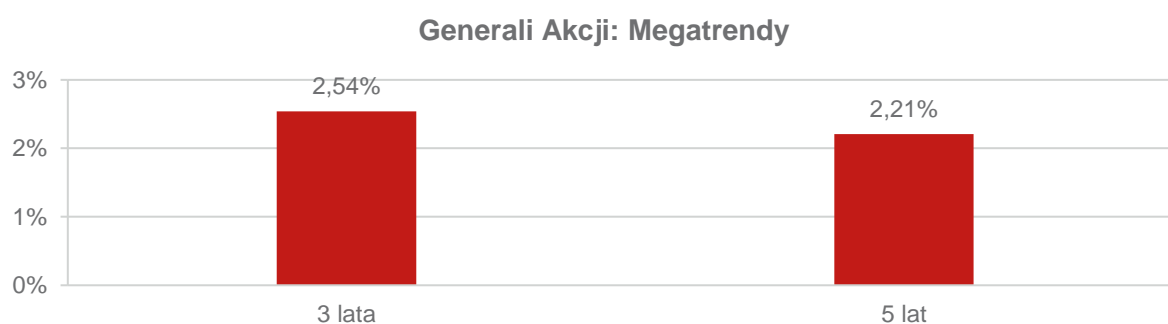 Generali Akcji: Megatrendy
3%
2,54%
2,21%
2%
1%
0%
3 lata
5 lat